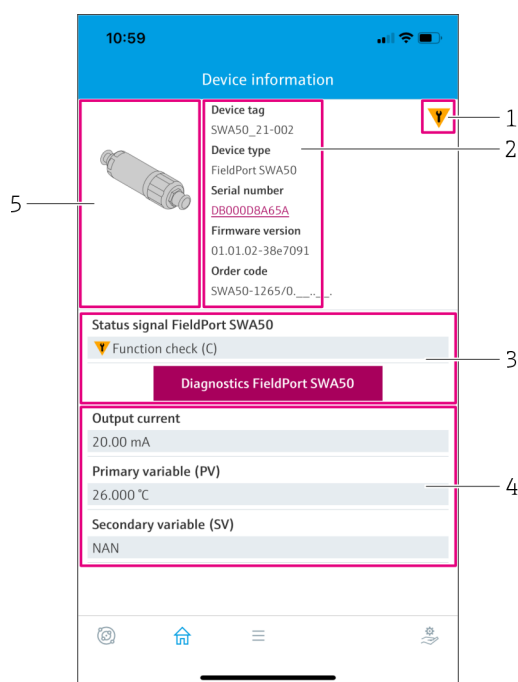 10:59
Device information
Device tag
SWA50_21-002
Device type
FieldPort SWA50
Serial number
DB000D8A65A
Firmware version
01.01.02-38e7091
Order code
SWA50-1265/0.__..__.
1
2
5
Status signal FieldPort SWA50
Function check (C)
Diagnostics FieldPort SWA50
3
Output current
20.00 mA
Primary variable (PV)
26.000 °C
Secondary variable (SV)
NAN
4